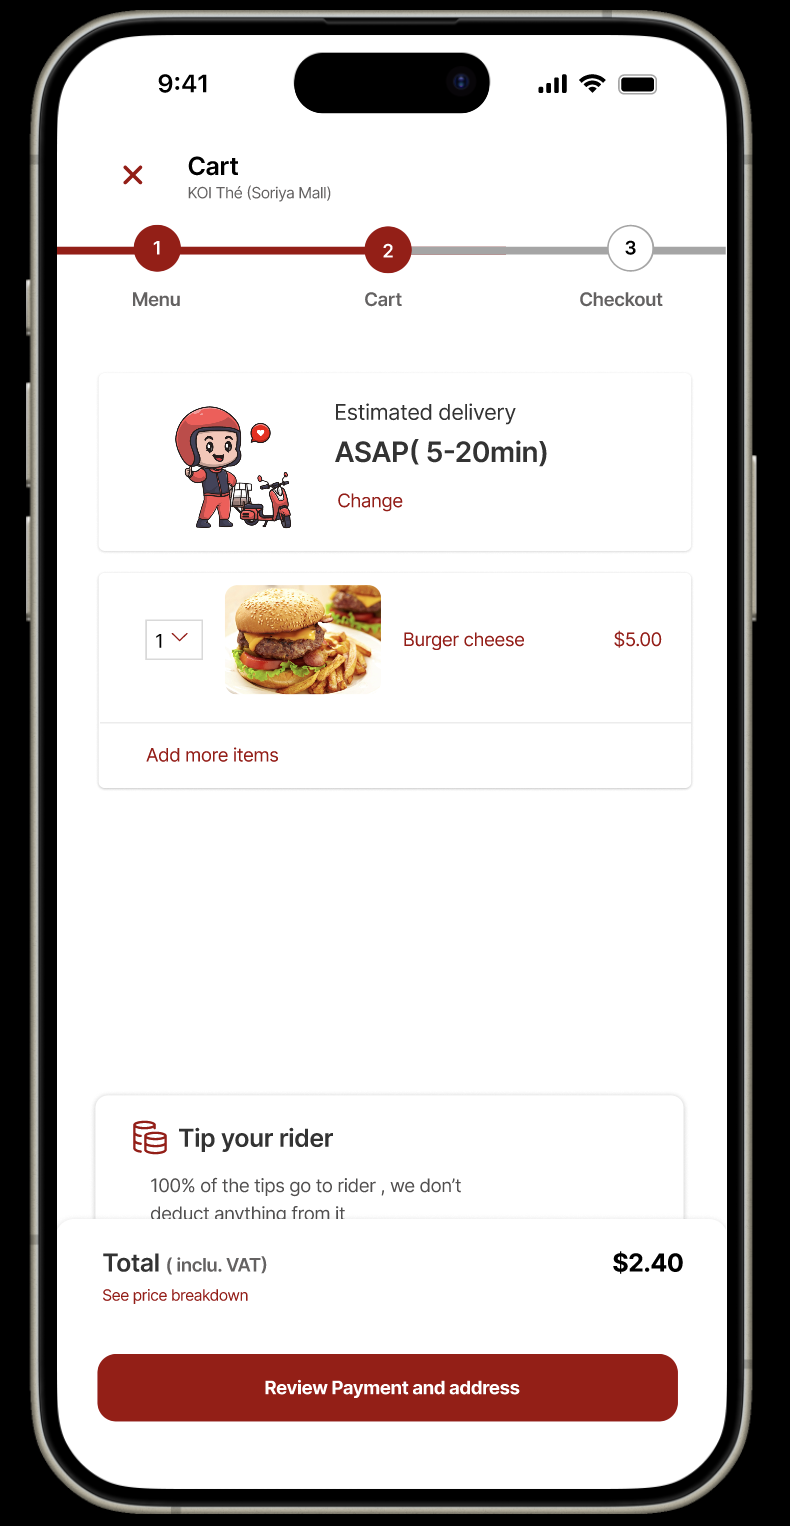 9:41
Cart
KOI Thé (Soriya Mall)
1
2
3
Menu
Cart
Checkout
Estimated delivery
ASAP( 5-20min)
Change
1
Burger cheese
$5.00
Add more items
Tip your rider
100% of the tips go to rider , we don’t
deduct anything from it
Total ( inclu. VAT)
$2.40
See price breakdown
Review Payment and address